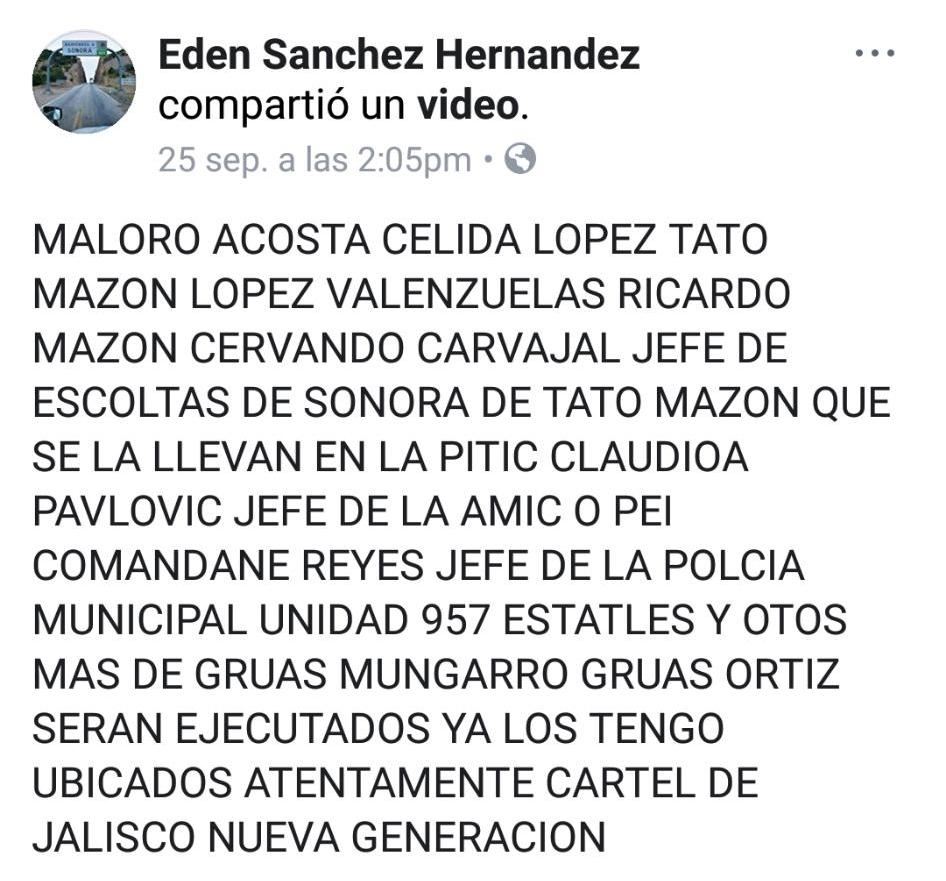 BIENVENIDOS A
SONORA
Eden Sanchez Hernandez
compartió un video.
25 sep. a las 2:05pm •
MALORO ACOSTA CELIDA LOPEZ TATO
MAZON LOPEZ VALENZUELAS RICARDO
MAZON CERVANDO CARVAJAL JEFE DE
ESCOLTAS DE SONORA DE TATO MAZON QUE
SE LA LLEVAN EN LA PITIC CLAUDIOA
PAVLOVIC JEFE DE LA AMIC O PEI
COMANDANE REYES JEFE DE LA POLCIA
MUNICIPAL UNIDAD 957 ESTATLES Y OTOS
MAS DE GRUAS MUNGARRO GRUAS ORTIZ
SERAN EJECUTADOS YA LOS TENGO
UBICADOS ATENTAMENTE CARTEL DE
JALISCO NUEVA GENERACION